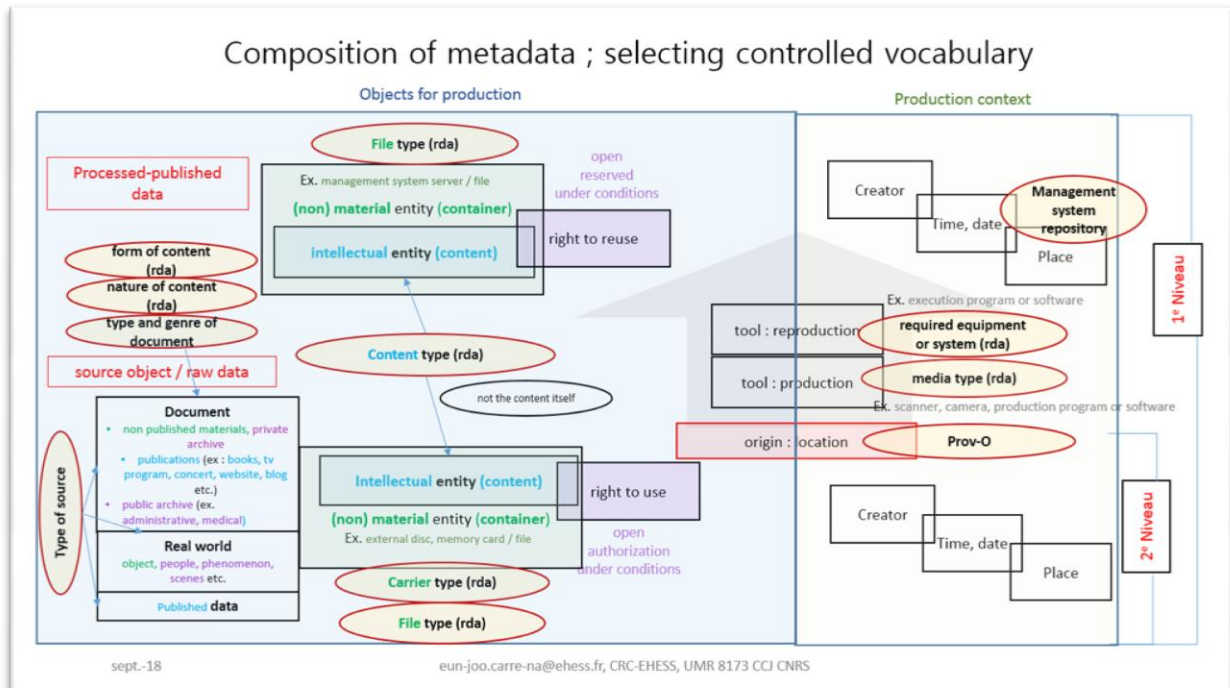 Composition of metadata ; selecting controlled vocabulary
Objects for production
Production context
File type (rda)
Processed-published
data
Ex. management system server / file
(non) material entity (container)
intellectual entity (content)
open
reserved
under conditions
right to reuse
form of content
(rda)
nature of content
(rda)
type and genre of
document
Content type (rda)
not the content itself
source object / raw data
Type of source
Document
• non published materials, private
archive
• publications (ex : books, tv
program, concert, website, blog
etc.)
• public archive (ex.
administrative, medical)
Real world
object, people, phenomenon,
scenes etc.
Published data
Intellectual entity (content)
(non) material entity (container)
Ex. external disc, memory card / file
right to use
open
authorization
under conditions
Carrier type (rda)
File type (rda)
Creator
Time, date
Management
system
repository
Place
Ex. execution program or software
tool : reproduction
required equipment
or system (rda)
tool : production
media type (rda)
Ex. scanner, camera, production program or software
origin : location
Prov-O
Creator
Time, date
Place
1e Niveau
2e Niveau
sept.-18
eun-joo.carre-na@ehess.fr, CRC-EHESS, UMR 8173 CCJ CNRS